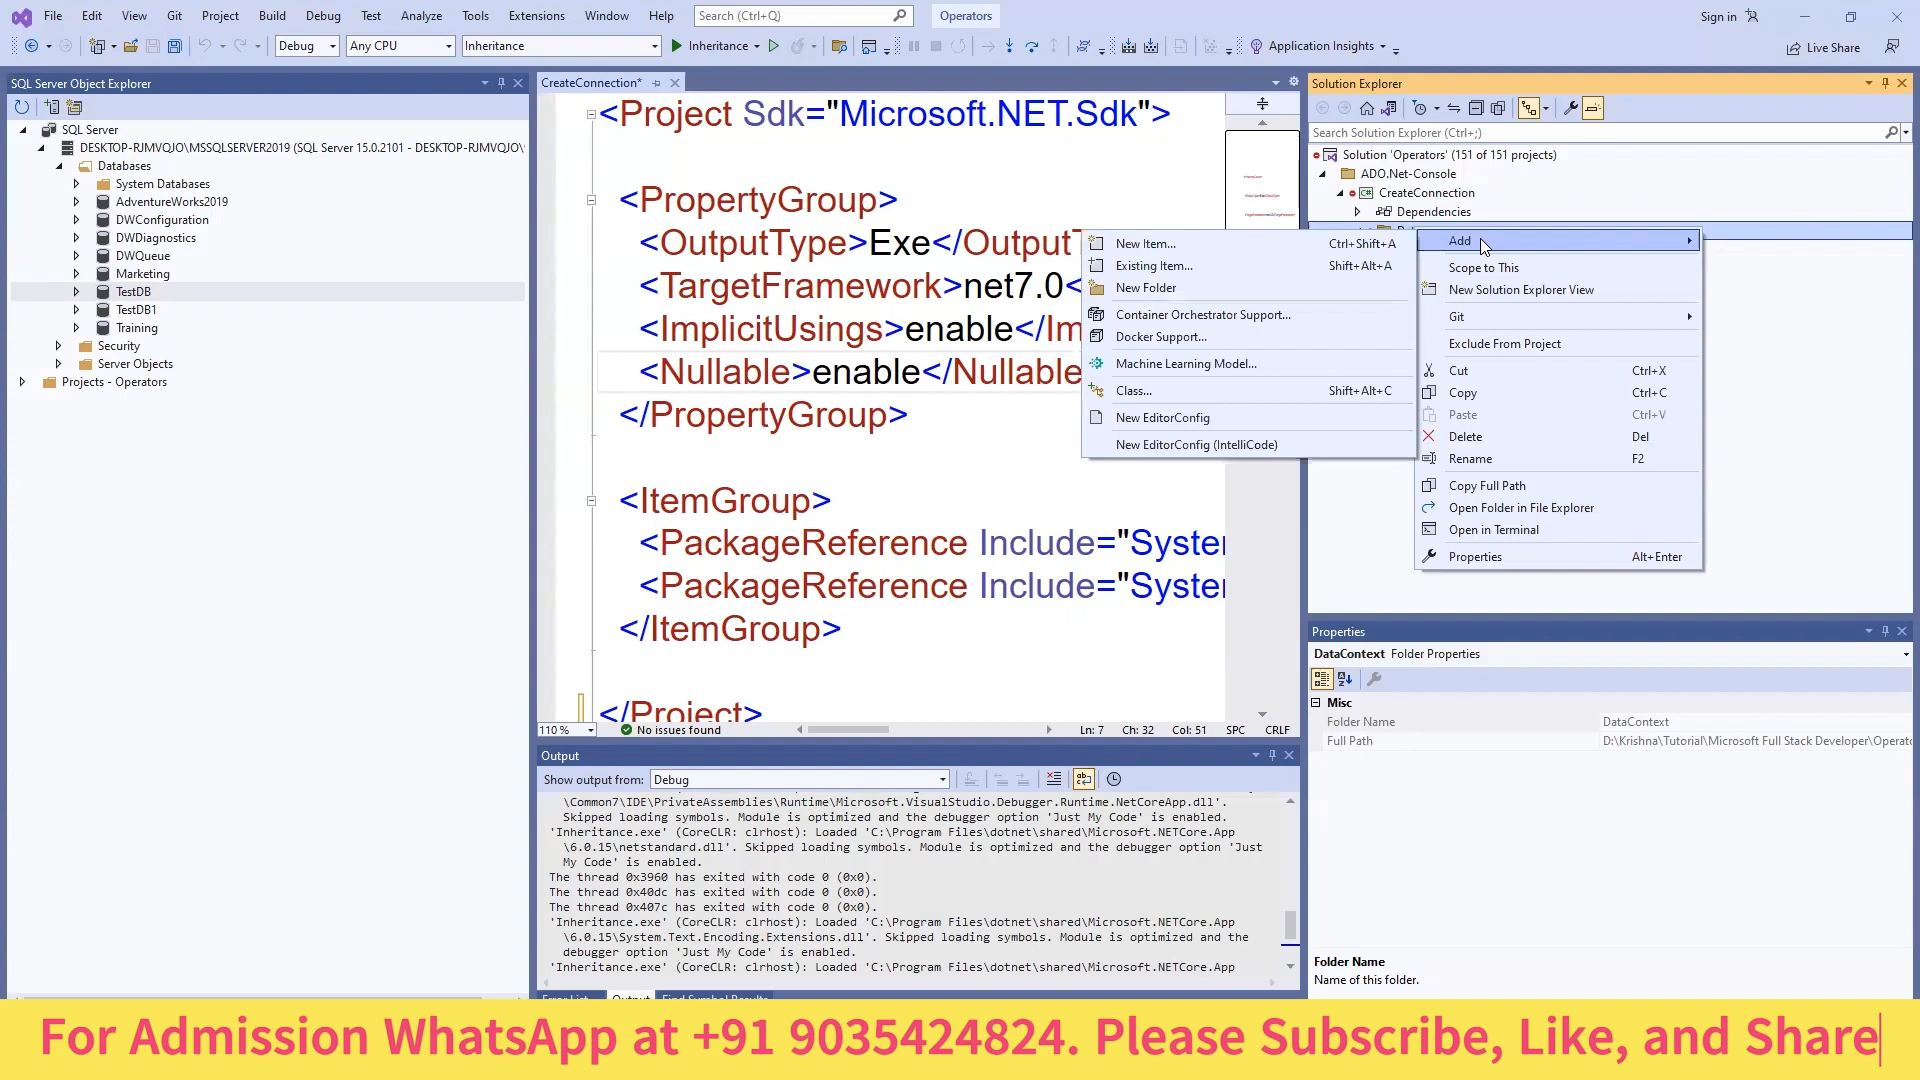 File Edit View Git Project Build Debug Test Analyze Tools Extensions Window Help Search (Ctrl+Q) Operators Sign in
Debug Any CPU Inheritance Inheritance Application Insights Live Share
SQL Server Object Explorer
SQL Server
DESKTOP-RJMVQJO\MSSQLSERVER2019 (SQL Server 15.0.2101 - DESKTOP-RJMVQJO\
Databases
System Databases
AdventureWorks2019
DWConfiguration
DWDiagnostics
DWQueue
Marketing
TestDB
TestDB1
Training
Security
Server Objects
Projects - Operators
CreateConnection*
<Project Sdk="Microsoft.NET.Sdk">
<PropertyGroup>
<OutputType>Exe</OutputT
<TargetFramework>net7.0<
<ImplicitUsings>enable</Im
<Nullable>enable</Nullable
</PropertyGroup>
<ItemGroup>
<PackageReference Include="System
<PackageReference Include="System
</ItemGroup>
</Project>
110 % No issues found Ln: 7 Ch: 32 Col: 51 SPC CRLF
New Item... Ctrl+Shift+A
Existing Item... Shift+Alt+A
New Folder
Container Orchestrator Support...
Docker Support...
Machine Learning Model...
Class... Shift+Alt+C
New EditorConfig
New EditorConfig (IntelliCode)
Add
Scope to This
New Solution Explorer View
Git
Exclude From Project
Cut Ctrl+X
Copy Ctrl+C
Paste Ctrl+V
Delete Del
Rename F2
Copy Full Path
Open Folder in File Explorer
Open in Terminal
Properties Alt+Enter
Solution Explorer
Search Solution Explorer (Ctrl+;)
Solution 'Operators' (151 of 151 projects)
ADO.Net-Console
CreateConnection
Dependencies
Properties
DataContext Folder Properties
Misc
Folder Name DataContext
Full Path D:\Krishna\Tutorial\Microsoft Full Stack Developer\Operato
Folder Name
Name of this folder.
Output
Show output from: Debug
\Common7\IDE\PrivateAssemblies\Runtime\Microsoft.VisualStudio.Debugger.Runtime.NetCoreApp.dll'.
Skipped loading symbols. Module is optimized and the debugger option 'Just My Code' is enabled.
'Inheritance.exe' (CoreCLR: clrhost): Loaded 'C:\Program Files\dotnet\shared\Microsoft.NETCore.App
\6.0.15\netstandard.dll'. Skipped loading symbols. Module is optimized and the debugger option 'Just
My Code' is enabled.
The thread 0x3960 has exited with code 0 (0x0).
The thread 0x40dc has exited with code 0 (0x0).
The thread 0x407c has exited with code 0 (0x0).
'Inheritance.exe' (CoreCLR: clrhost): Loaded 'C:\Program Files\dotnet\shared\Microsoft.NETCore.App
\6.0.15\System.Text.Encoding.Extensions.dll'. Skipped loading symbols. Module is optimized and the
debugger option 'Just My Code' is enabled.
'Inheritance.exe' (CoreCLR: clrhost): Loaded 'C:\Program Files\dotnet\shared\Microsoft.NETCore.App
Error List Output Find Symbol Results
For Admission WhatsApp at +91 9035424824. Please Subscribe, Like, and Share